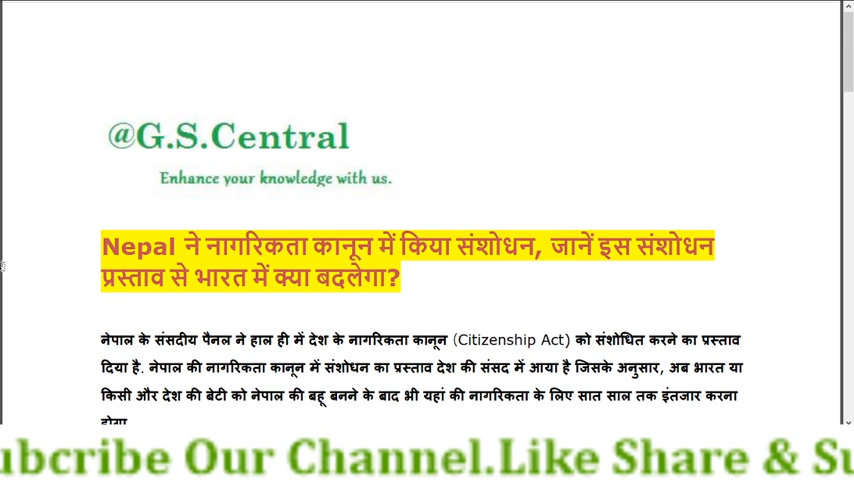 @G.S.Central
Enhance your knowledge with us.
Nepal ने नागरिकता कानून में किया संशोधन, जानें इस संशोधन
प्रस्ताव से भारत में क्या बदलेगा?
नेपाल के संसदीय पैनल ने हाल ही में देश के नागरिकता कानून (Citizenship Act) को संशोधित करने का प्रस्ताव
दिया है. नेपाल की नागरिकता कानून में संशोधन का प्रस्ताव देश की संसद में आया है जिसके अनुसार, अब भारत या
किसी और देश की बेटी को नेपाल की बहू बनने के बाद भी यहां की नागरिकता के लिए सात साल तक इंतजार करना
होगा
ubcribe Our Channel.Like Share & Su